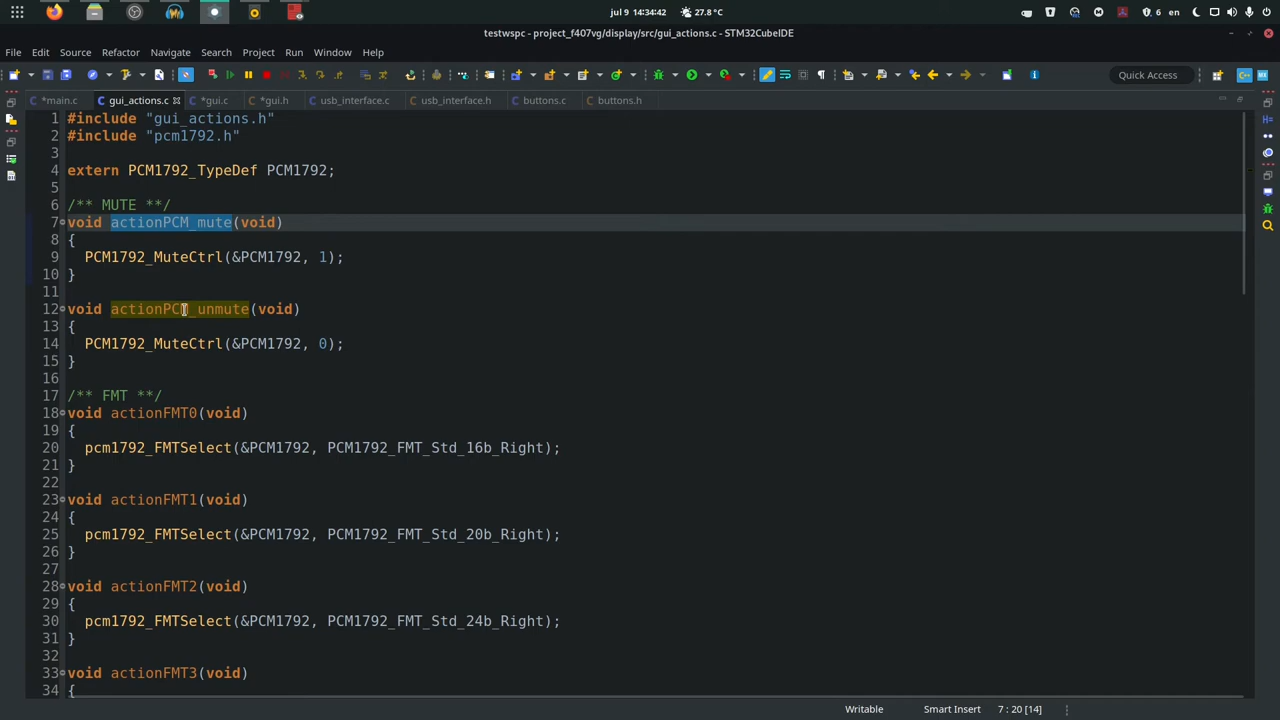 jul 9 14:34:42
27.8 °C
6
en
testwspc - project_f407vg/display/src/gui_actions.c - STM32CubeIDE
File Edit Source Refactor Navigate Search Project Run Window Help
Quick Access
*main.c gui_actions.c *gui.c *gui.h usb_interface.c usb_interface.h buttons.c buttons.h
1 #include "gui_actions.h"
2 #include "pcm1792.h"
3
4 extern PCM1792_TypeDef PCM1792;
5
6 /** MUTE **/
7 void actionPCM_mute(void)
8 {
9 PCM1792_MuteCtrl(&PCM1792, 1);
10 }
11
12 void actionPCM_unmute(void)
13 {
14 PCM1792_MuteCtrl(&PCM1792, 0);
15 }
16
17 /** FMT **/
18 void actionFMT0(void)
19 {
20 pcm1792_FMTSelect(&PCM1792, PCM1792_FMT_Std_16b_Right);
21 }
22
23 void actionFMT1(void)
24 {
25 pcm1792_FMTSelect(&PCM1792, PCM1792_FMT_Std_20b_Right);
26 }
27
28 void actionFMT2(void)
29 {
30 pcm1792_FMTSelect(&PCM1792, PCM1792_FMT_Std_24b_Right);
31 }
32
33 void actionFMT3(void)
34 {
Writable Smart Insert 7 : 20 [14]